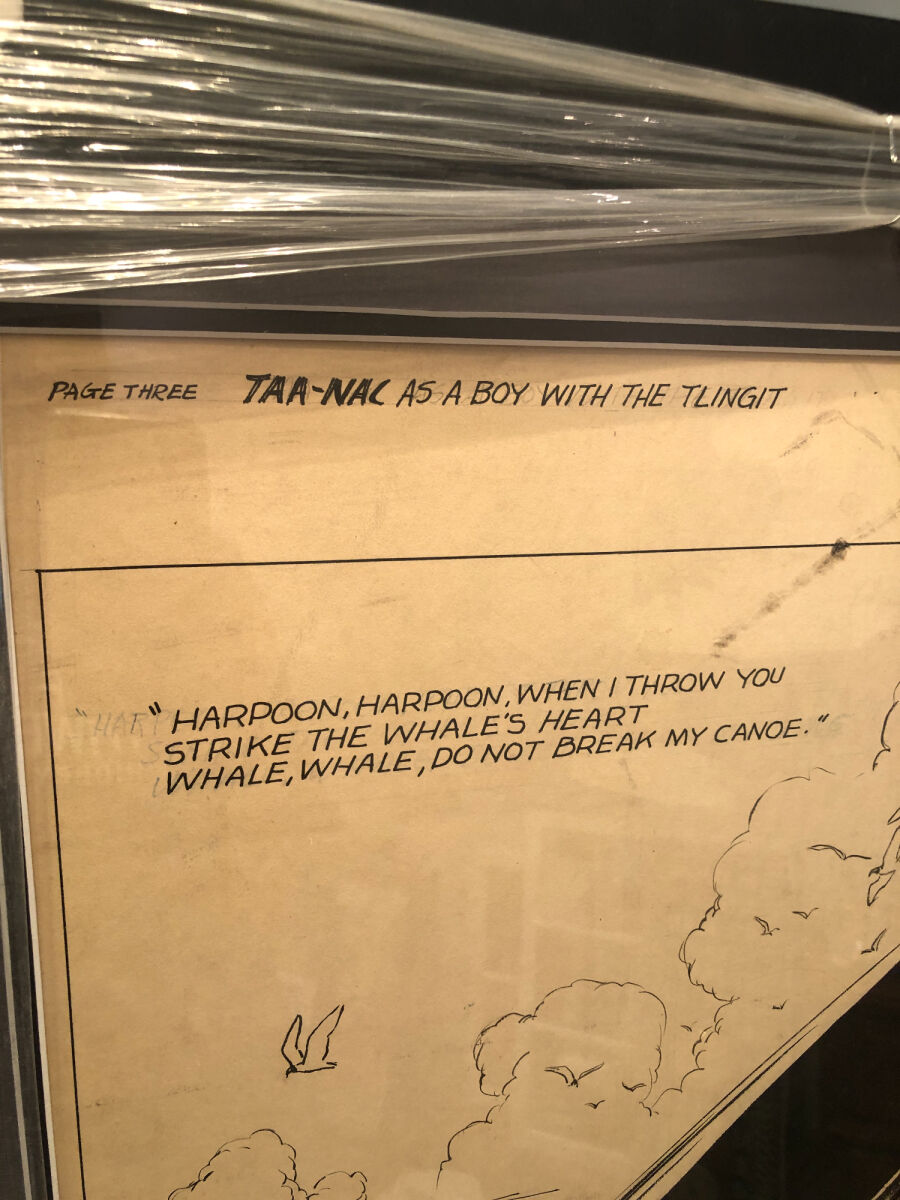 PAGE THREE TAA-NAC AS A BOY WITH THE TLINGIT
"HARPOON, HARPOON, WHEN I THROW YOU
STRIKE THE WHALE'S HEART
WHALE, WHALE, DO NOT BREAK MY CANOE."